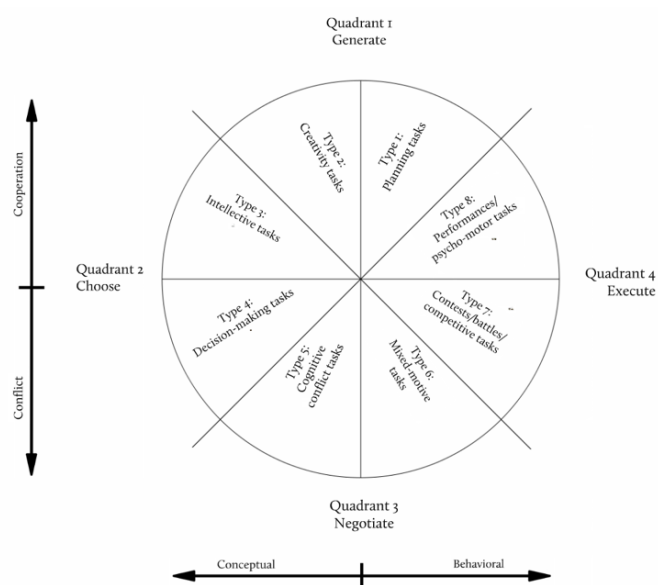 Quadrant 1
Generate
Type 2:
Creativity tasks
Type 1:
Planning tasks
Type 3:
Intellective tasks
Type 8:
Performances/
psycho-motor tasks
Cooperation
Quadrant 2
Choose
Quadrant 4
Execute
Type 4:
Decision-making tasks
Type 7:
Contests/battles/
competitive tasks
Type 5:
Cognitive
conflict tasks
Type 6:
Mixed-motive
tasks
Conflict
Quadrant 3
Negotiate
Conceptual
Behavioral